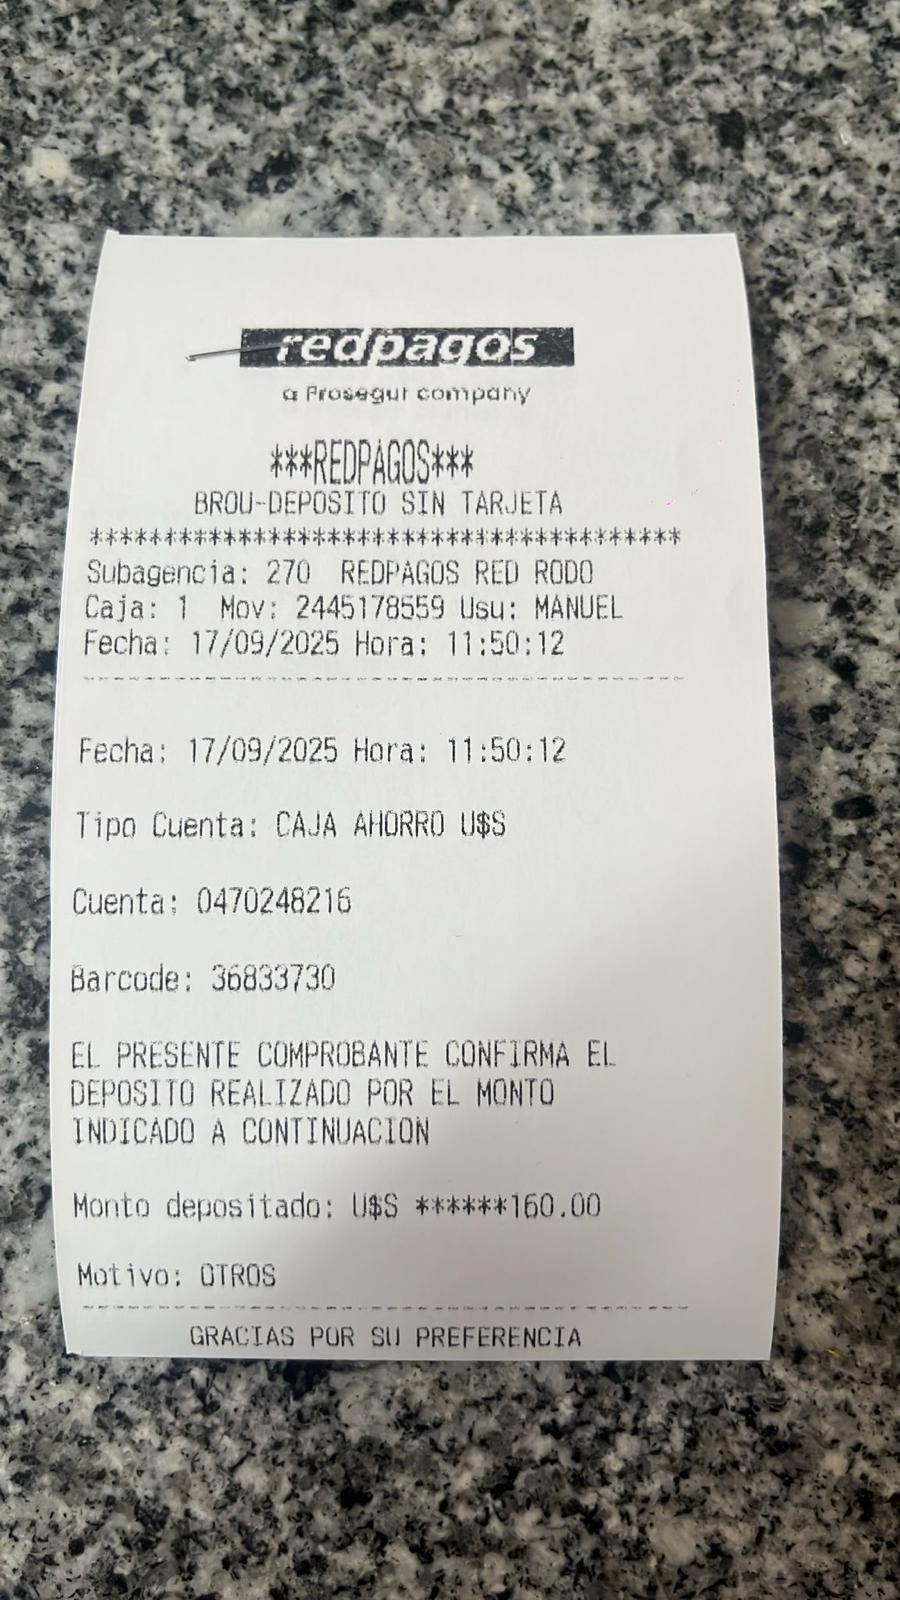 redpagos
a Prosegur company
***REDPAGOS***
BROU-DEPOSITO SIN TARJETA
****************************************
Subagencia: 270  REDPAGOS RED RODO
Caja: 1  Mov: 2445178559 Usu: MANUEL
Fecha: 17/09/2025 Hora: 11:50:12
----------------------------------------
Fecha: 17/09/2025 Hora: 11:50:12
Tipo Cuenta: CAJA AHORRO U$S
Cuenta: 0470248216
Barcode: 36833730
EL PRESENTE COMPROBANTE CONFIRMA EL
DEPOSITO REALIZADO POR EL MONTO
INDICADO A CONTINUACION
Monto depositado: U$S ******160.00
Motivo: OTROS
----------------------------------------
GRACIAS POR SU PREFERENCIA